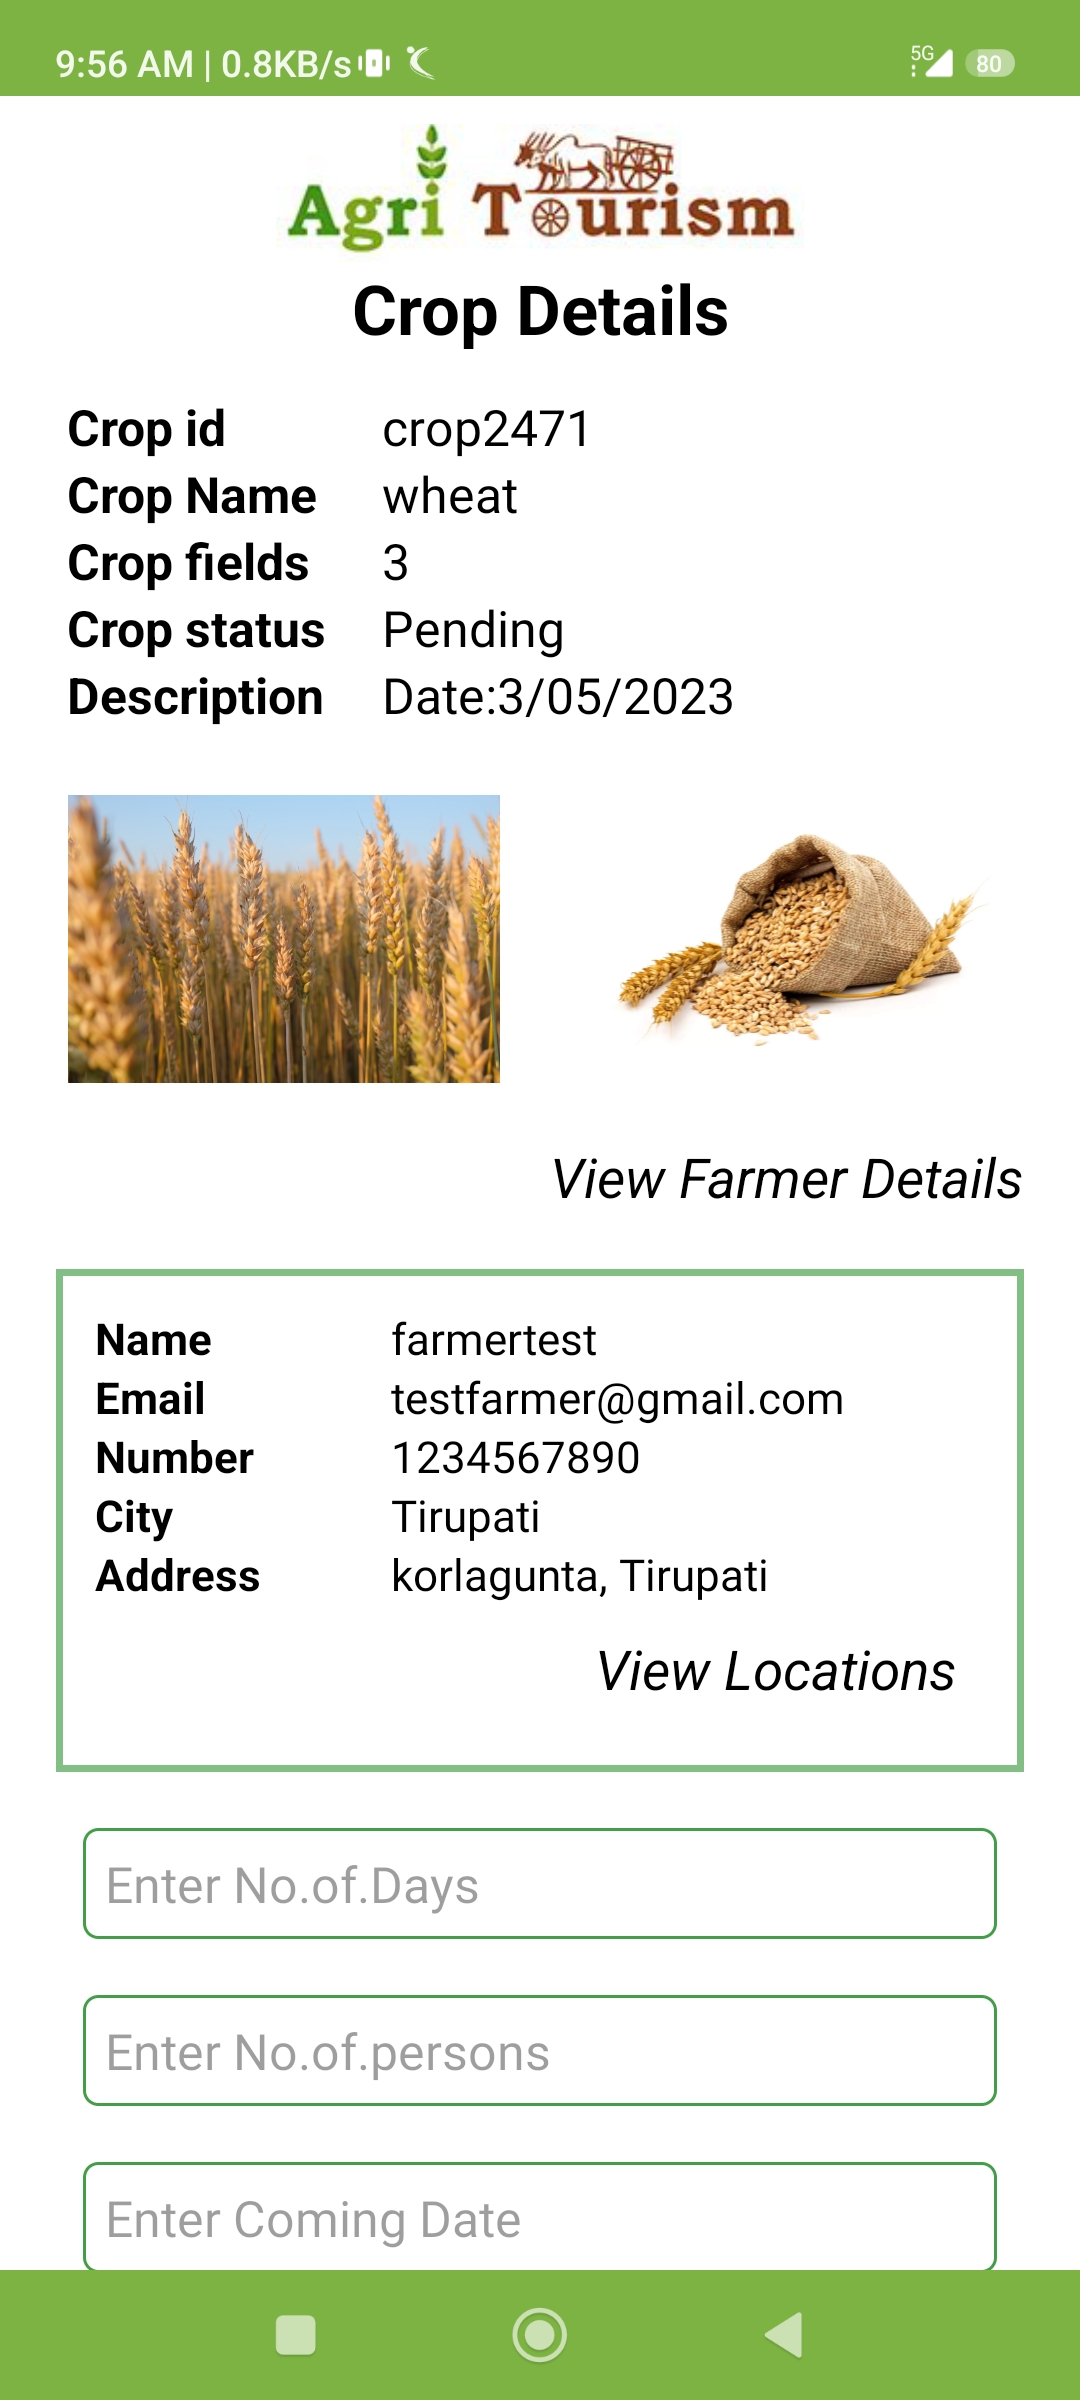 9:56 AM | 0.8KB/s 5G 80
Agri Tourism
Crop Details
Crop id crop2471
Crop Name wheat
Crop fields 3
Crop status Pending
Description Date:3/05/2023
View Farmer Details
Name farmertest
Email testfarmer@gmail.com
Number 1234567890
City Tirupati
Address korlagunta, Tirupati
View Locations
Enter No.of.Days
Enter No.of.persons
Enter Coming Date